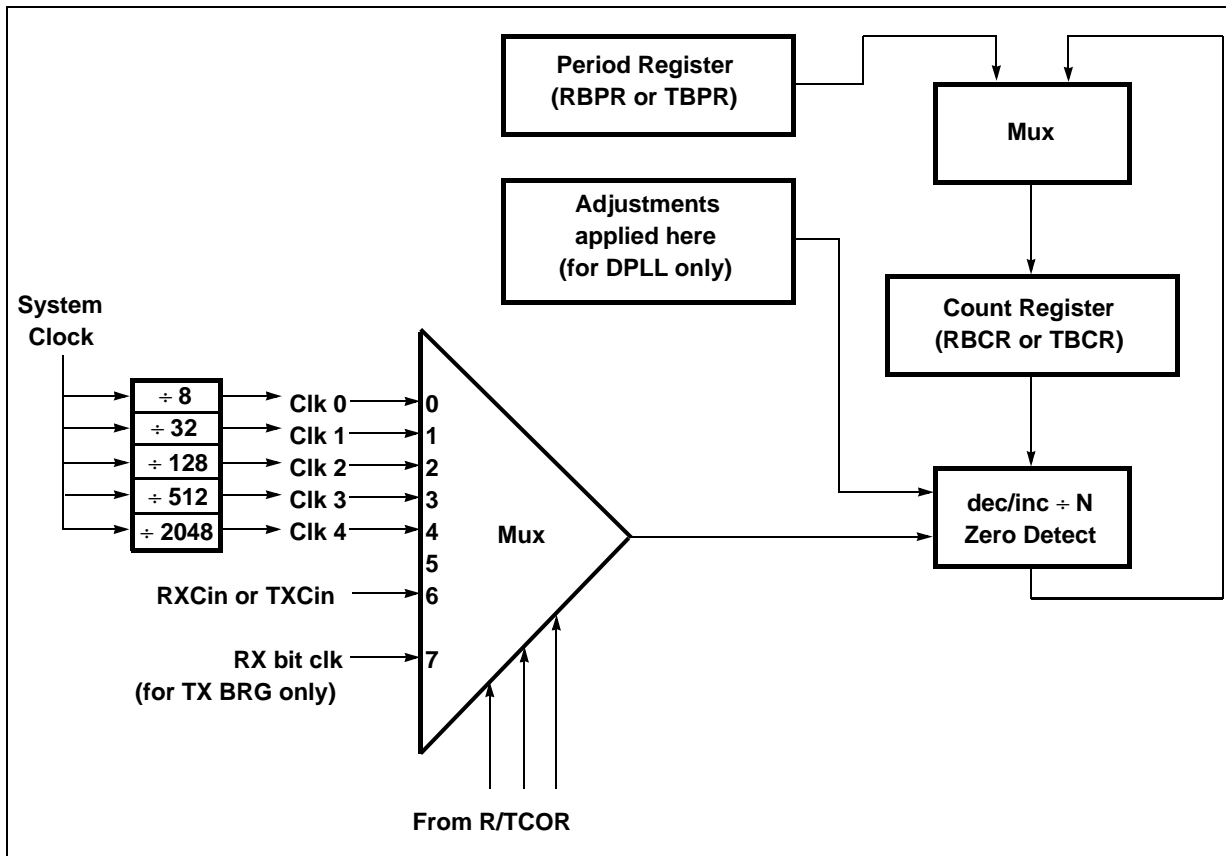 Period Register
(RBPR or TBPR)
Mux
Adjustments
applied here
(for DPLL only)
Count Register
(RBCR or TBCR)
System
Clock
÷ 8
÷ 32
÷ 128
÷ 512
÷ 2048
Clk 0
Clk 1
Clk 2
Clk 3
Clk 4
0
1
2
3
4
5
6
7
Mux
RXCin or TXCin
RX bit clk
(for TX BRG only)
dec/inc ÷ N
Zero Detect
From R/TCOR